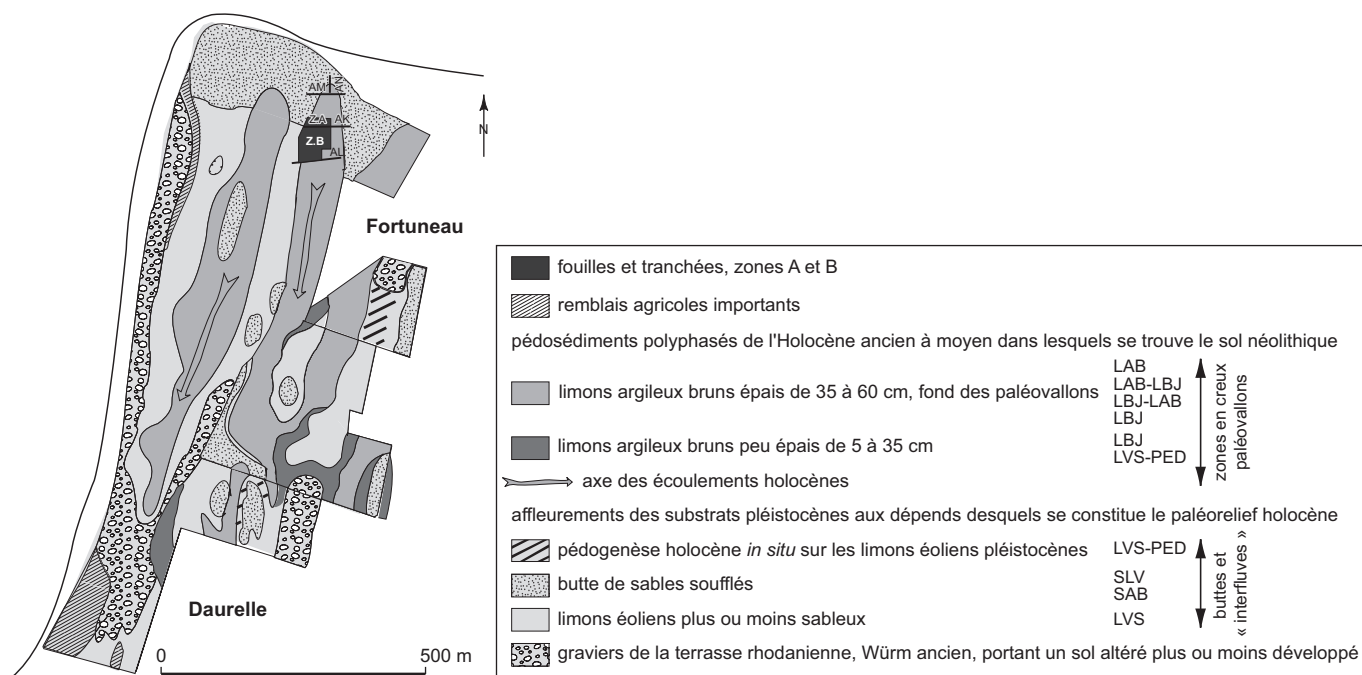 AM
AN
Z.A
AK
Z.B
AL
N
Fortuneau
Daurelle
0
500 m
fouilles et tranchées, zones A et B
remblais agricoles importants
pédosédiments polyphasés de l'Holocène ancien à moyen dans lesquels se trouve le sol néolithique
limons argileux bruns épais de 35 à 60 cm, fond des paléovallons
LAB
LAB-LBJ
LBJ-LAB
LBJ
limons argileux bruns peu épais de 5 à 35 cm
LBJ
LVS-PED
zones en creux
paléovallons
axe des écoulements holocènes
affleurements des substrats pléistocènes aux dépends desquels se constitue le paléorelief holocène
pédogenèse holocène in situ sur les limons éoliens pléistocènes
LVS-PED
butte de sables soufflés
SLV
SAB
limons éoliens plus ou moins sableux
LVS
buttes et
« interfluves »
graviers de la terrasse rhodanienne, Würm ancien, portant un sol altéré plus ou moins développé